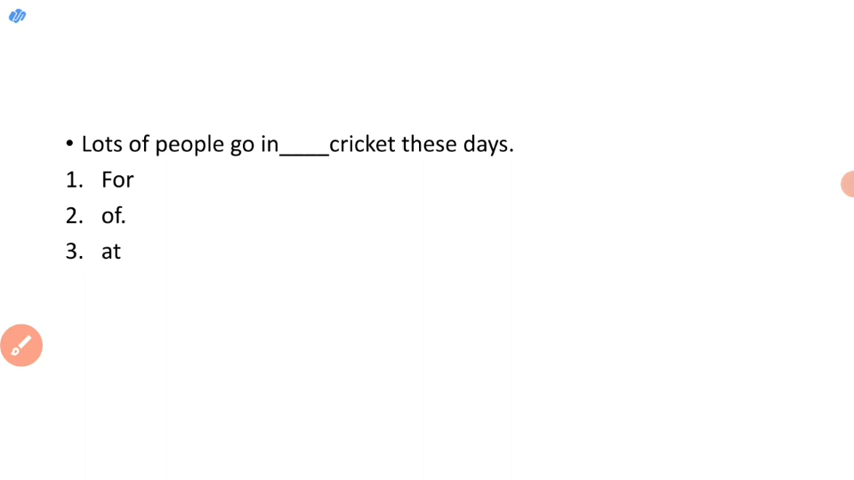 • Lots of people go in____cricket these days.
1. For
2. of.
3. at